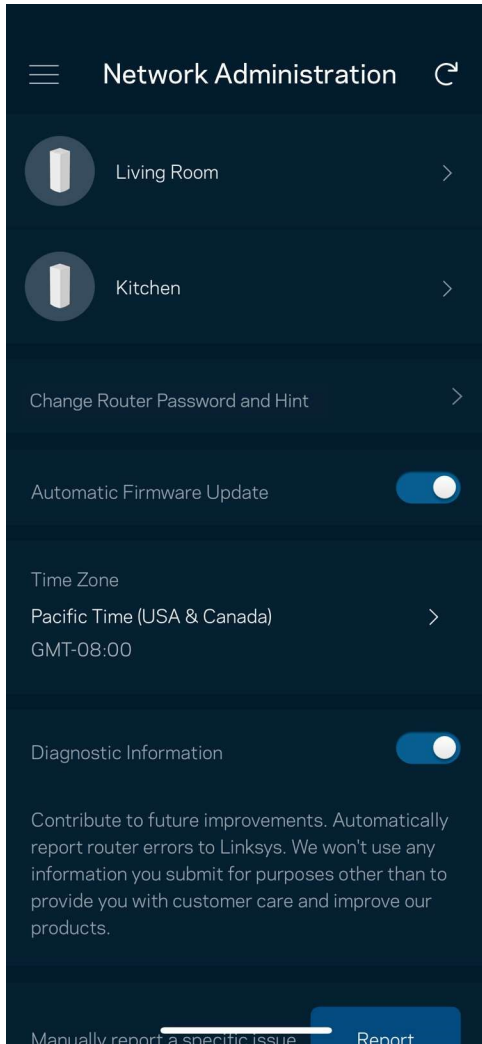 Network Administration
Living Room
Kitchen
Change Router Password and Hint
Automatic Firmware Update
Time Zone
Pacific Time (USA & Canada)
GMT-08:00
Diagnostic Information
Contribute to future improvements. Automatically
report router errors to Linksys. We won't use any
information you submit for purposes other than to
provide you with customer care and improve our
products.
Manually report a specific issue Report